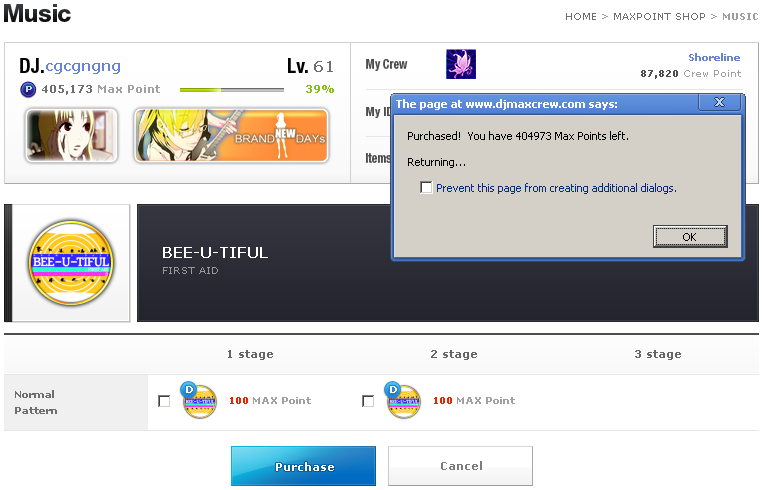 Music
HOME > MAXPOINT SHOP > MUSIC
DJ.cgcgngng
Lv. 61
P 405,173 Max Point
39%
BRAND NEW DAYs
My Crew
Shoreline
87,820 Crew Point
My ID
Items
The page at www.djmaxcrew.com says:
X
Purchased! You have 404973 Max Points left.
Returning...
Prevent this page from creating additional dialogs.
OK
BEE-U-TIFUL
FIRST AID
BEE-U-TIFUL
FIRST AID
1 stage
2 stage
3 stage
Normal
Pattern
D
100 MAX Point
D
100 MAX Point
Purchase
Cancel